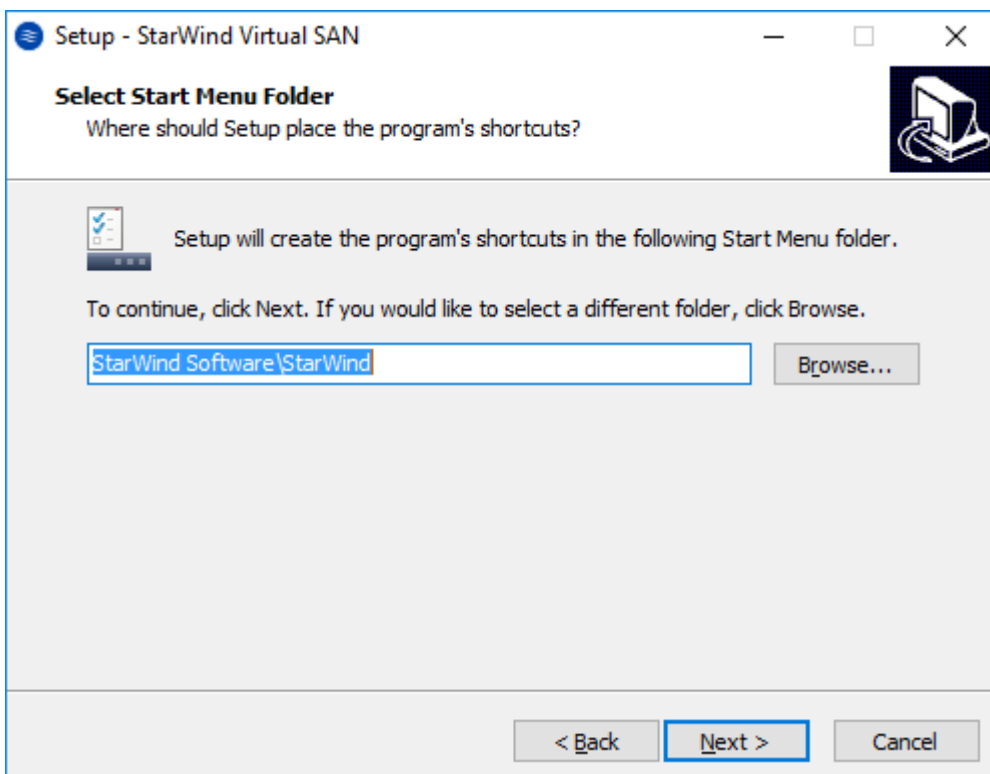 Setup - StarWind Virtual SAN
Select Start Menu Folder
Where should Setup place the program's shortcuts?
Setup will create the program's shortcuts in the following Start Menu folder.
To continue, click Next. If you would like to select a different folder, click Browse.
StarWind Software\StarWind
Browse...
< Back
Next >
Cancel